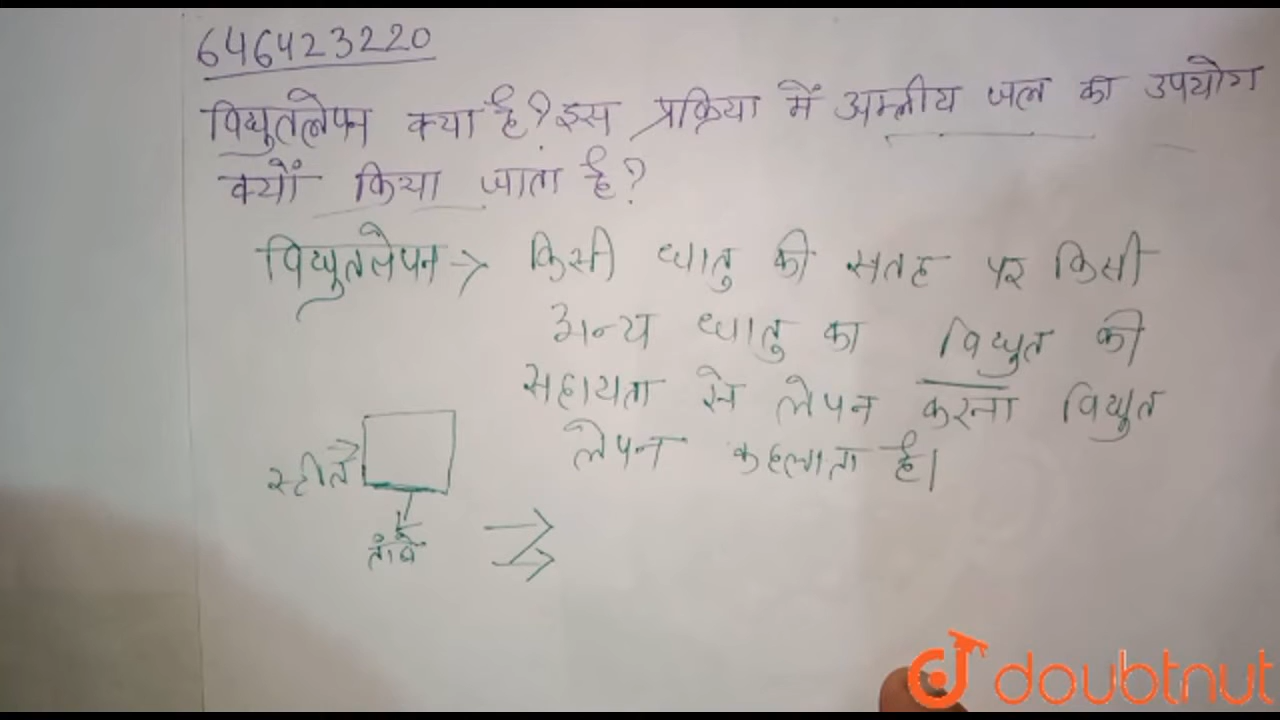 646423220
विद्युतलेपन क्या है? इस प्रक्रिया में अम्लीय जल का उपयोग
क्यों किया जाता है?
विद्युतलेपन → किसी धातु की सतह पर किसी
अन्य धातु का विद्युत की
सहायता से लेपन करना विद्युत
लेपन कहलाता है।
स्टील
तांबे
doubtnut